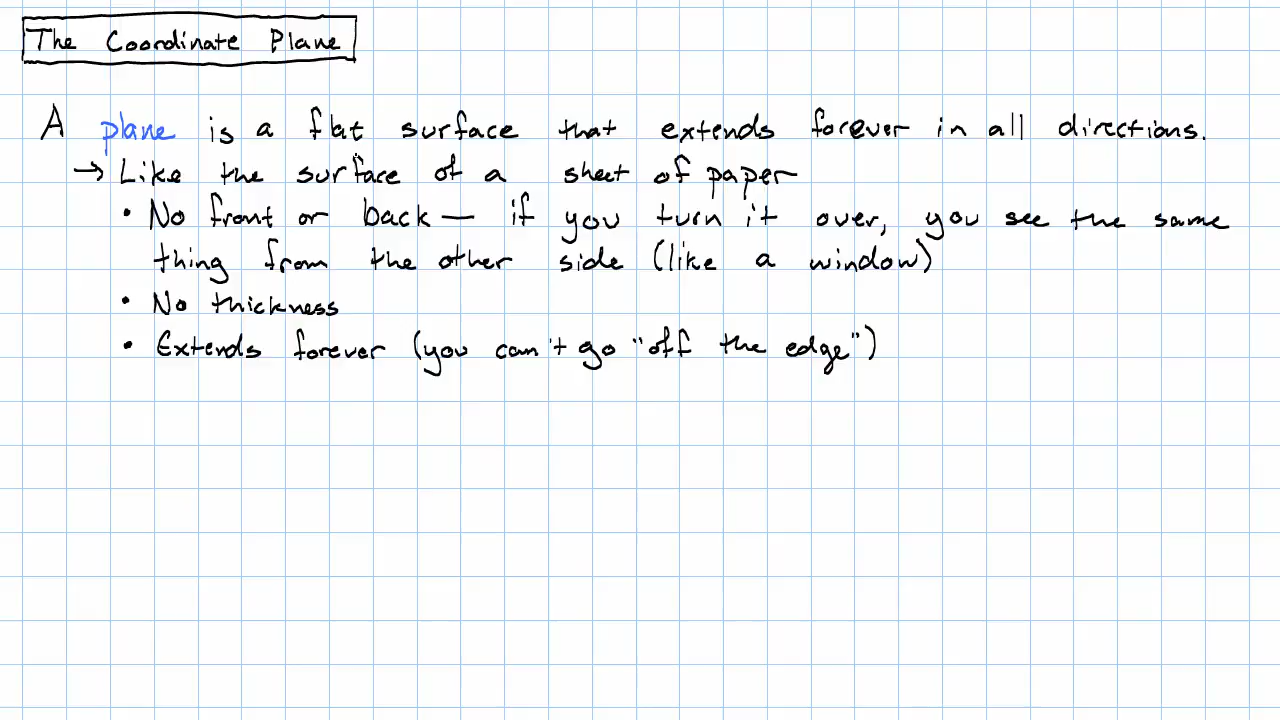 The Coordinate Plane
A plane is a flat surface that extends forever in all directions.
→ Like the surface of a sheet of paper
• No front or back — if you turn it over, you see the same
thing from the other side (like a window)
• No thickness
• Extends forever (you can't go "off the edge")